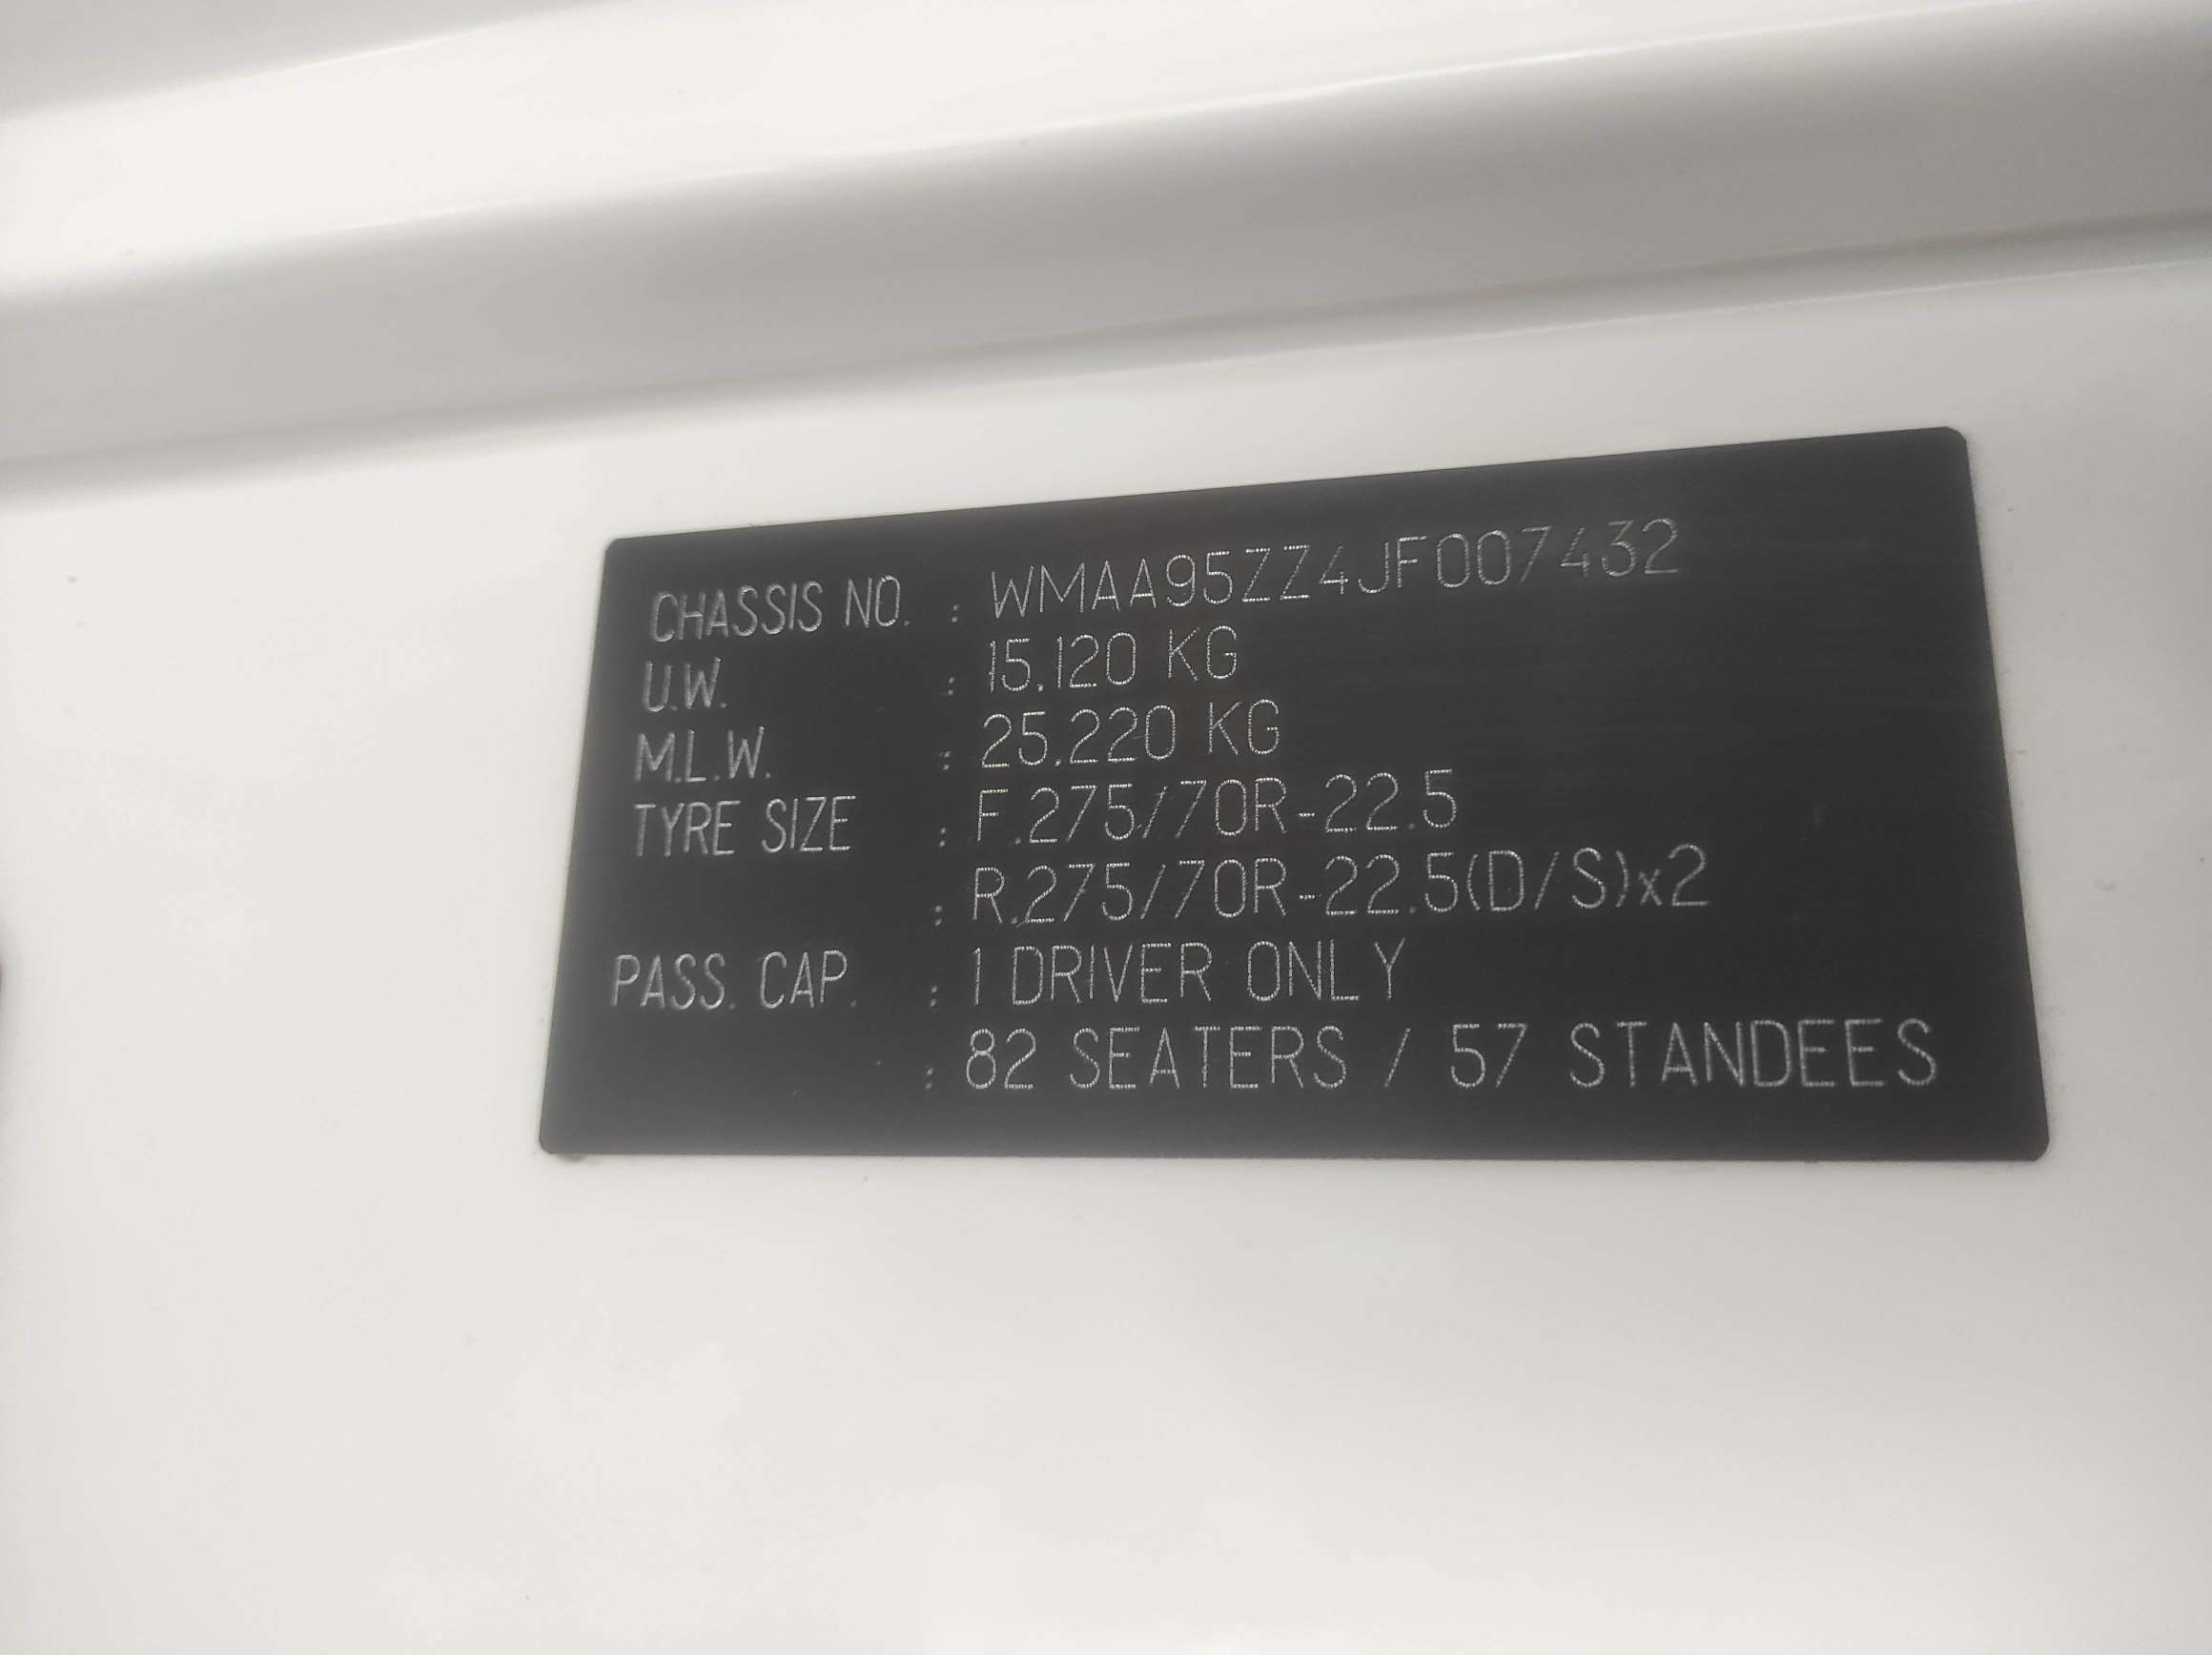 CHASSIS NO. : WMAA95ZZ4JF007432
U.W. : 15,120 KG
M.L.W. : 25,220 KG
TYRE SIZE : F.275/70R-22.5
: R.275/70R-22.5(D/S)x2
PASS. CAP. : 1 DRIVER ONLY
: 82 SEATERS / 57 STANDEES